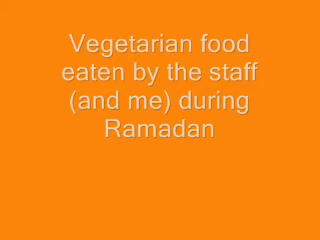 Vegetarian food
eaten by the staff
(and me) during
Ramadan